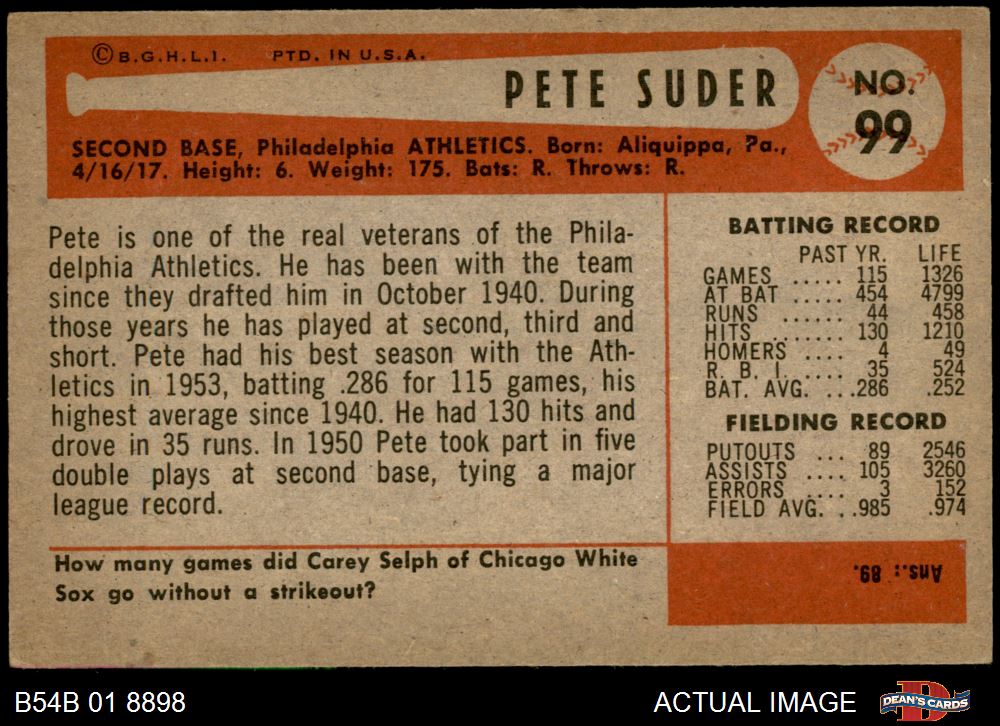 © B.G.H.L.I. PTD. IN U.S.A.
PETE SUDER
NO.
99
SECOND BASE, Philadelphia ATHLETICS. Born: Aliquippa, Pa.,
4/16/17. Height: 6. Weight: 175. Bats: R. Throws: R.
Pete is one of the real veterans of the Phila-
delphia Athletics. He has been with the team
since they drafted him in October 1940. During
those years he has played at second, third and
short. Pete had his best season with the Ath-
letics in 1953, batting .286 for 115 games, his
highest average since 1940. He had 130 hits and
drove in 35 runs. In 1950 Pete took part in five
double plays at second base, tying a major
league record.
BATTING RECORD
PAST YR. LIFE
GAMES ..... 115 1326
AT BAT ..... 454 4799
RUNS ...... 44 458
HITS ....... 130 1210
HOMERS .... 4 49
R. B. I. .... 35 524
BAT. AVG. .. .286 .252
FIELDING RECORD
PUTOUTS ... 89 2546
ASSISTS .... 105 3260
ERRORS .... 3 152
FIELD AVG. . .985 .974
How many games did Carey Selph of Chicago White
Sox go without a strikeout?
Ans.: 89.
B54B 01 8898
ACTUAL IMAGE
DEAN'S CARDS